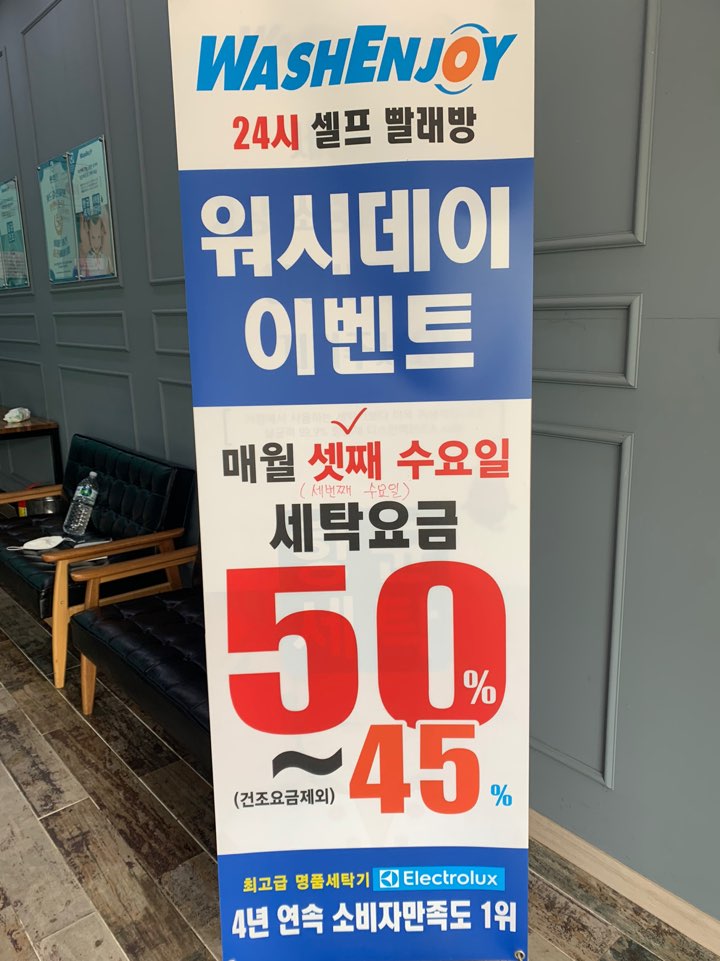 WASHENJOY
24시 셀프 빨래방
워시데이
이벤트
매월 셋째 수요일
(세번째 수요일)
세탁요금
50%
~45%
(건조요금제외)
최고급 명품세탁기 Electrolux
4년 연속 소비자만족도 1위